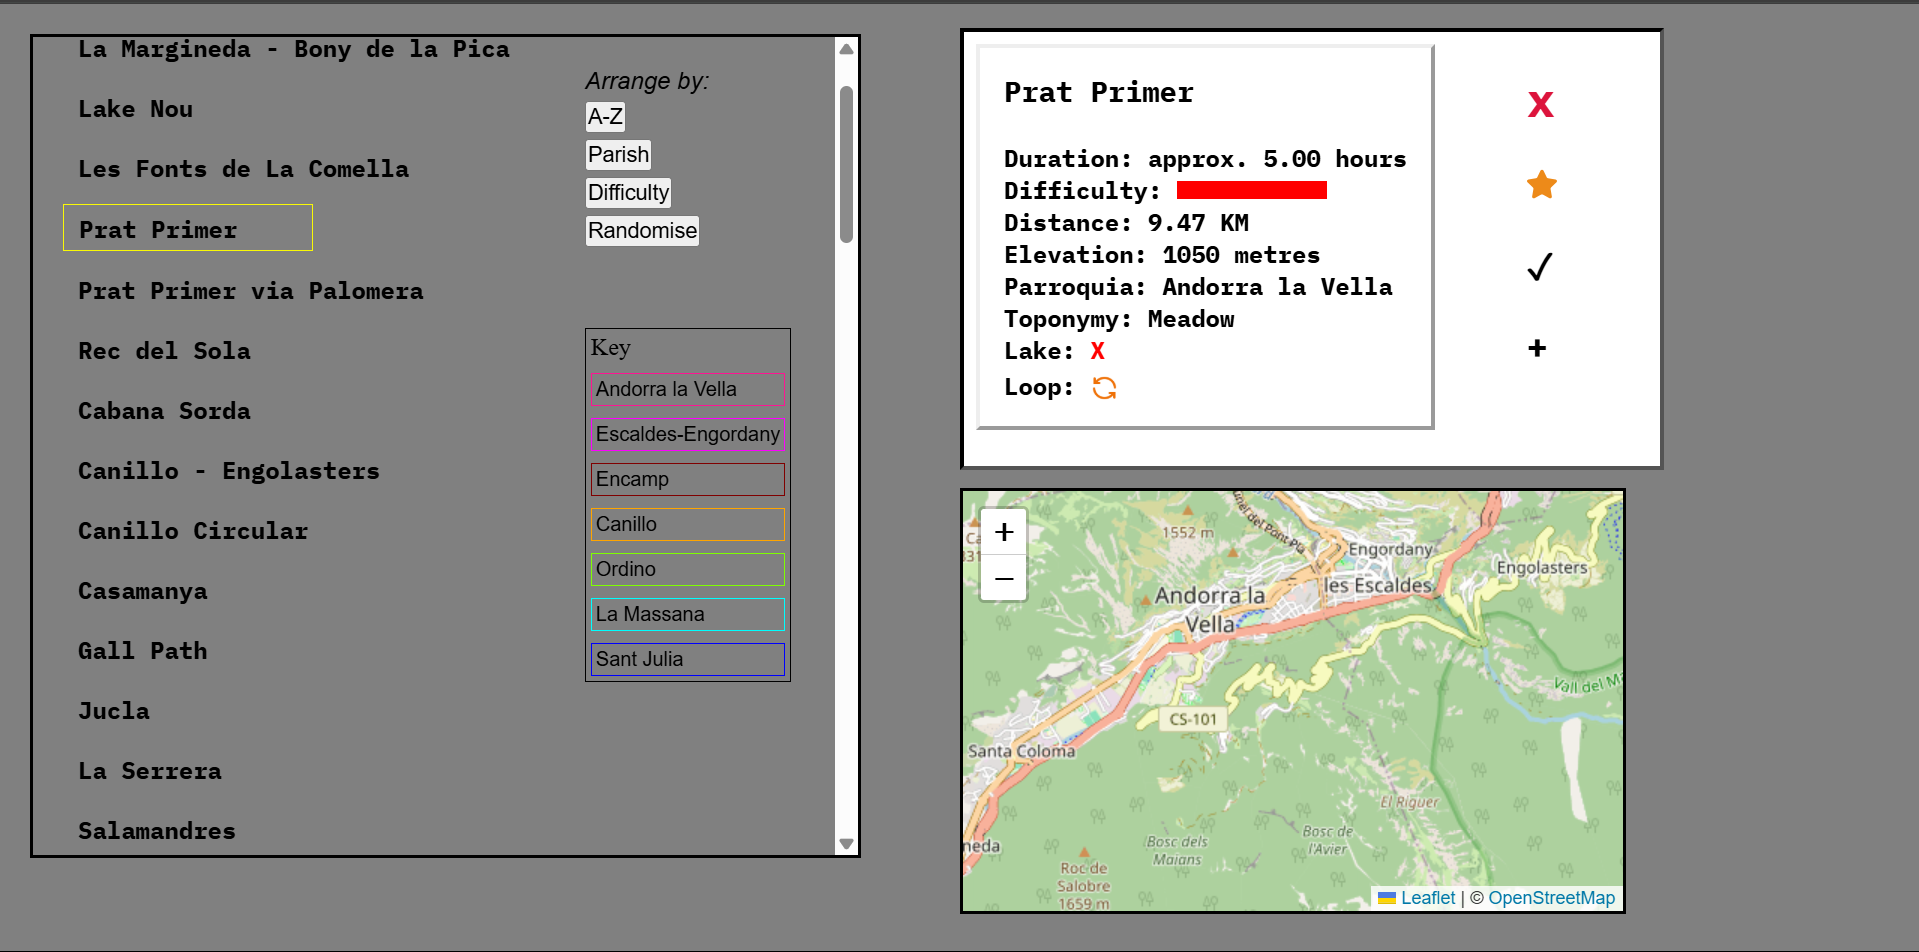 La Margineda - Bony de la Pica
Lake Nou
Les Fonts de La Comella
Prat Primer
Prat Primer via Palomera
Rec del Sola
Cabana Sorda
Canillo - Engolasters
Canillo Circular
Casamanya
Gall Path
Jucla
La Serrera
Salamandres
Arrange by:
A-Z
Parish
Difficulty
Randomise
Key
Andorra la Vella
Escaldes-Engordany
Encamp
Canillo
Ordino
La Massana
Sant Julia
Prat Primer
Duration: approx. 5.00 hours
Difficulty:
Distance: 9.47 KM
Elevation: 1050 metres
Parroquia: Andorra la Vella
Toponymy: Meadow
Lake: X
Loop:
X
✓
+
+
−
1552 m
del Pont Pla
Engordany
les Escaldes
Engolasters
Andorra la
Vella
Vall del Ma
CS-101
Santa Coloma
El Riguer
Bosc de
l'Avier
Bosc dels
Maians
neda
Roc de
Salobre
1659 m
Leaflet | © OpenStreetMap